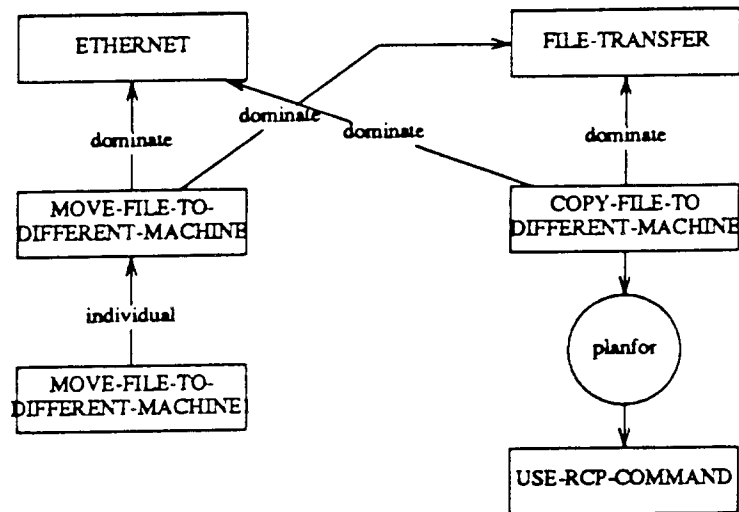 ETHERNET
FILE-TRANSFER
dominate
dominate
dominate
dominate
MOVE-FILE-TO-
DIFFERENT-MACHINE
COPY-FILE-TO
DIFFERENT-MACHINE
individual
planfor
MOVE-FILE-TO-
DIFFERENT-MACHINE1
USE-RCP-COMMAND